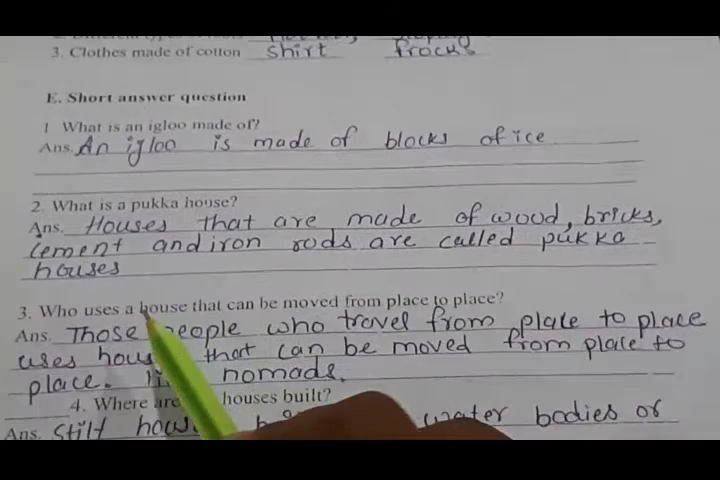 3. Clothes made of cotton shirt frocks
E. Short answer question
1 What is an igloo made of?
Ans. An igloo is made of blocks of ice
2. What is a pukka house?
Ans. Houses that are made of wood, bricks,
cement and iron rods are called pukka
houses
3. Who uses a house that can be moved from place to place?
Ans. Those people who travel from place to place
uses that can be moved from place to
place. nomads.
4. Where are houses built?
Ans. Stilt water bodies or